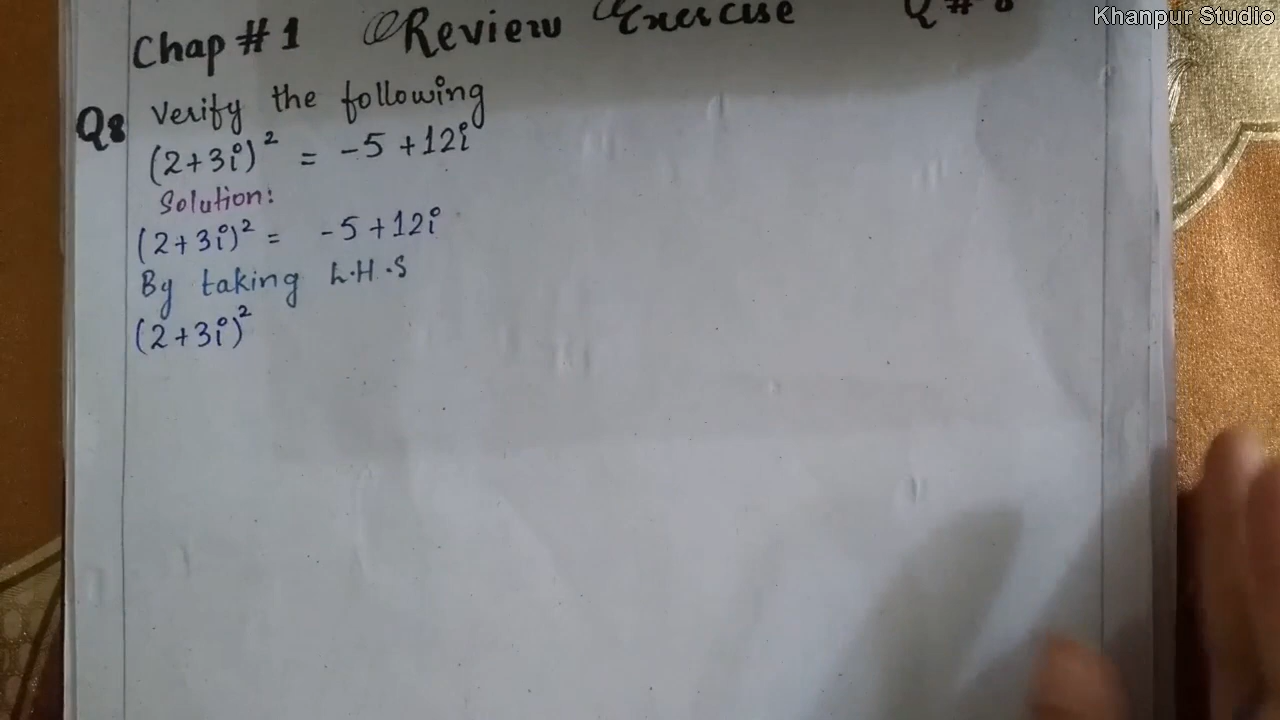 Khanpur Studio
Chap # 1 Review Exercise Q # 8
Q8 Verify the following
(2+3i)² = -5 +12i
Solution:
(2+3i)² = -5+12i
By taking L.H.S
(2+3i)²